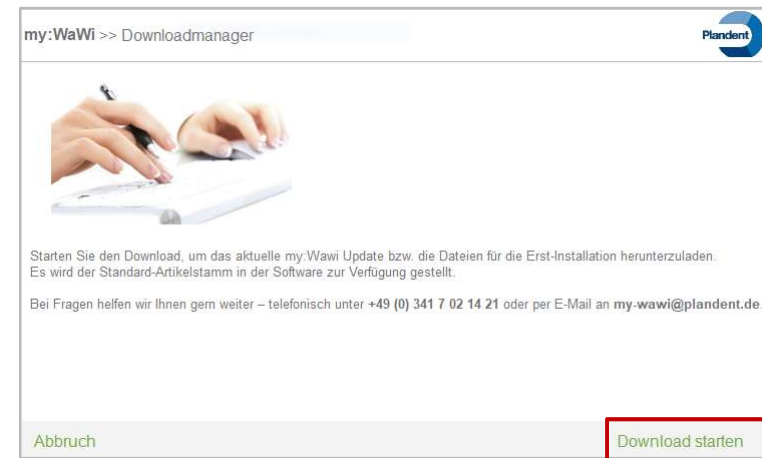 my:WaWi >> Downloadmanager
Plandent
Starten Sie den Download, um das aktuelle my:Wawi Update bzw. die Dateien für die Erst-Installation herunterzuladen.
Es wird der Standard-Artikelstamm in der Software zur Verfügung gestellt.
Bei Fragen helfen wir Ihnen gern weiter – telefonisch unter +49 (0) 341 7 02 14 21 oder per E-Mail an my-wawi@plandent.de.
Abbruch
Download starten